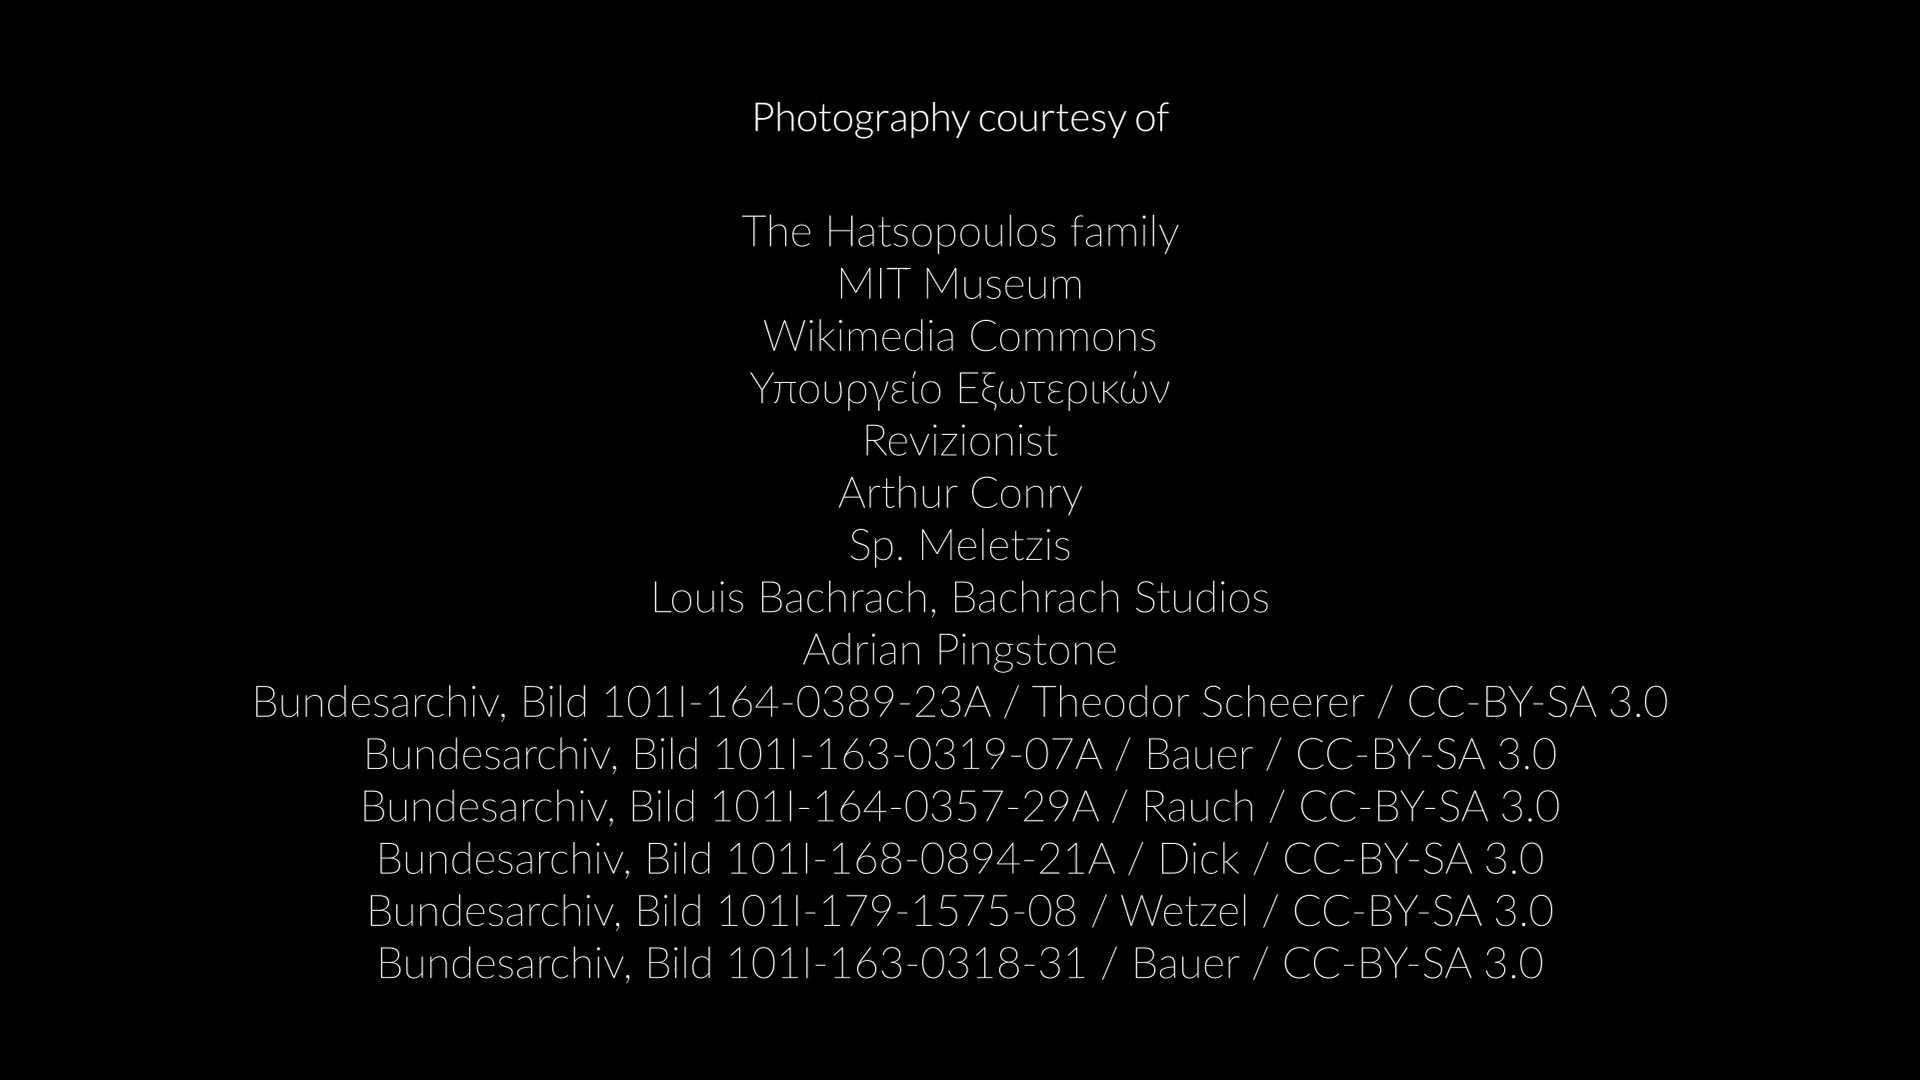 Photography courtesy of
The Hatsopoulos family
MIT Museum
Wikimedia Commons
Υπουργείο Εξωτερικών
Revizionist
Arthur Conry
Sp. Meletzis
Louis Bachrach, Bachrach Studios
Adrian Pingstone
Bundesarchiv, Bild 101I-164-0389-23A / Theodor Scheerer / CC-BY-SA 3.0
Bundesarchiv, Bild 101I-163-0319-07A / Bauer / CC-BY-SA 3.0
Bundesarchiv, Bild 101I-164-0357-29A / Rauch / CC-BY-SA 3.0
Bundesarchiv, Bild 101I-168-0894-21A / Dick / CC-BY-SA 3.0
Bundesarchiv, Bild 101I-179-1575-08 / Wetzel / CC-BY-SA 3.0
Bundesarchiv, Bild 101I-163-0318-31 / Bauer / CC-BY-SA 3.0